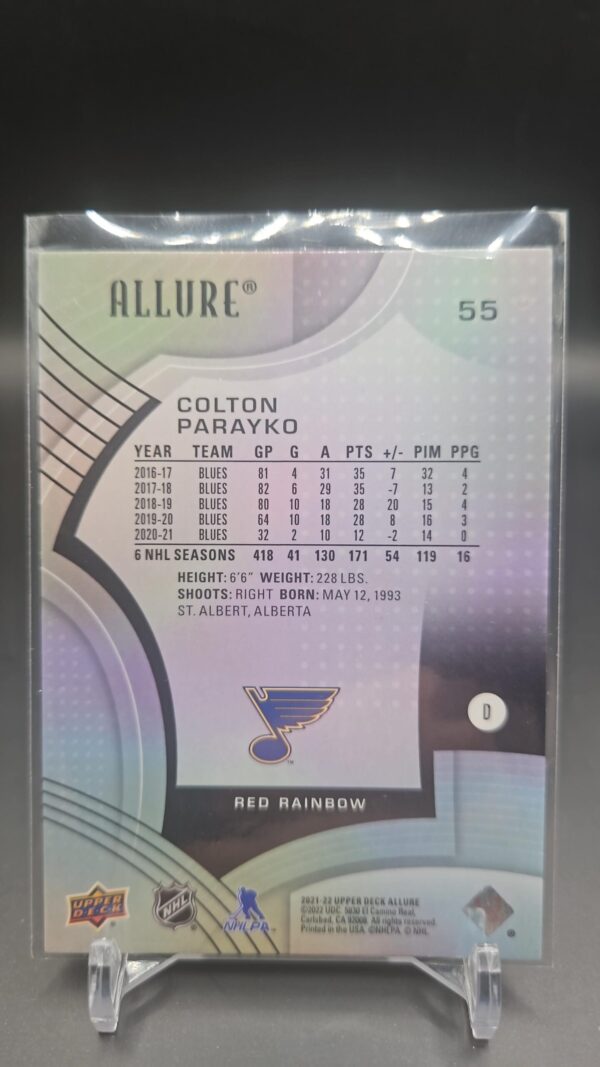 ALLURE®
55
COLTON
PARAYKO
YEAR TEAM GP G A PTS +/- PIM PPG
2016-17 BLUES 81 4 31 35 7 32 4
2017-18 BLUES 82 6 29 35 -7 13 2
2018-19 BLUES 80 10 18 28 20 15 4
2019-20 BLUES 64 10 18 28 8 16 3
2020-21 BLUES 32 2 10 12 -2 14 0
6 NHL SEASONS 418 41 130 171 54 119 16
HEIGHT: 6'6" WEIGHT: 228 LBS.
SHOOTS: RIGHT BORN: MAY 12, 1993
ST. ALBERT, ALBERTA
D
TM
RED RAINBOW
UPPER
DECK
®
NHL
NHLPA
2021-22 UPPER DECK ALLURE
©2022 UDC. 5830 El Camino Real,
Carlsbad, CA 92008. All rights reserved.
Printed in the USA. ©NHLPA. © NHL.